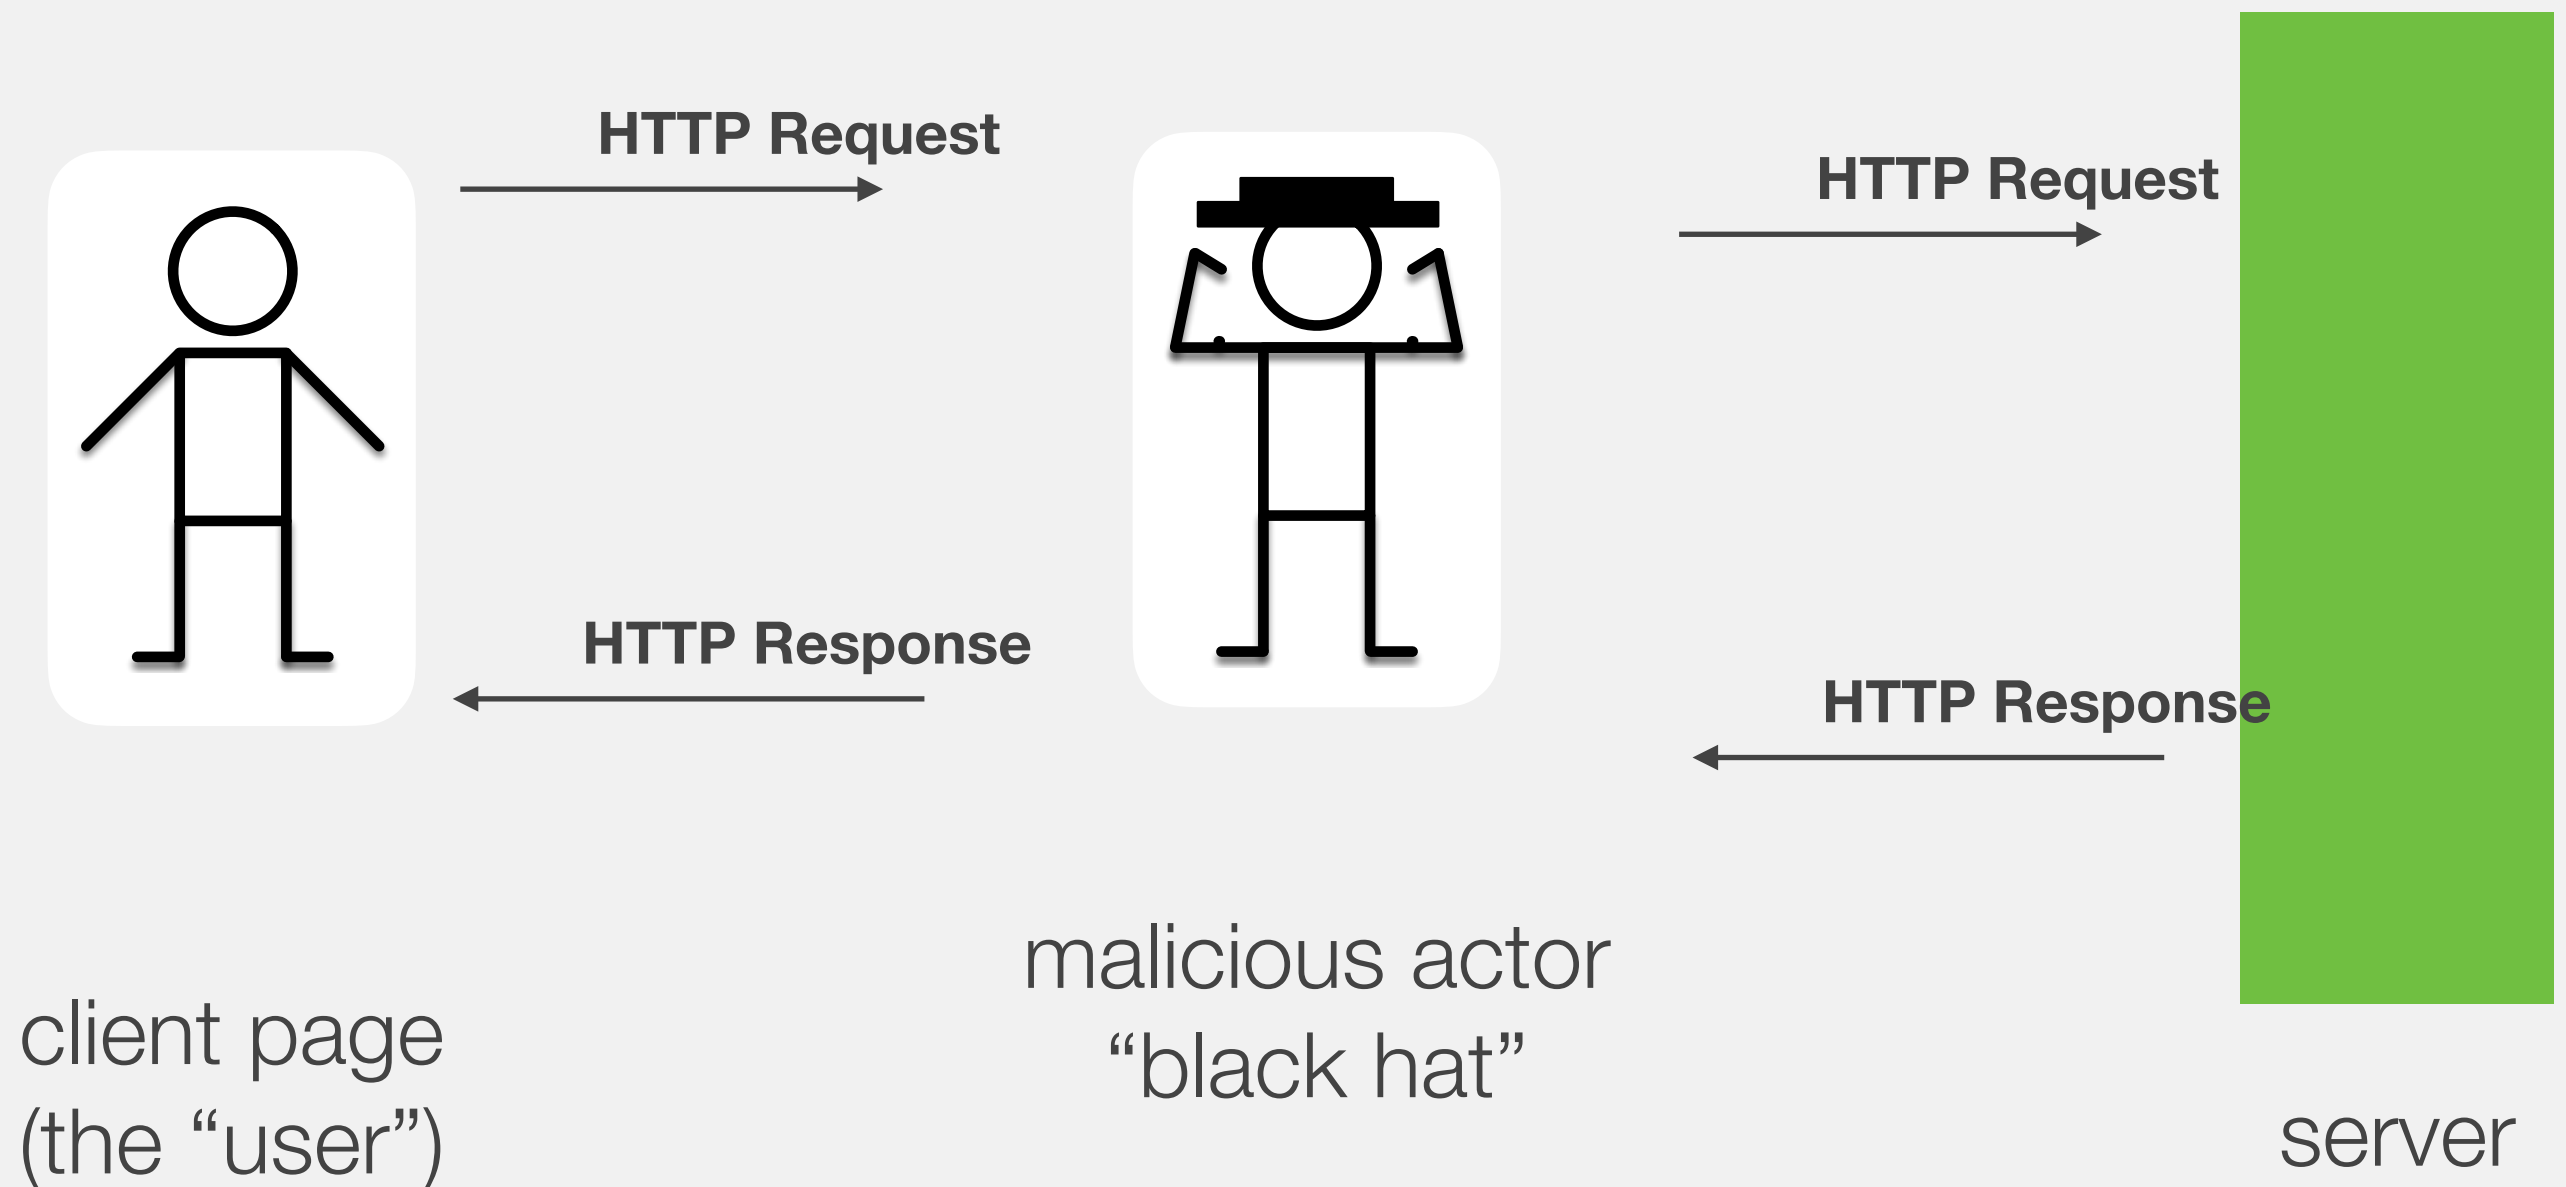 HTTP Request
HTTP Request
HTTP Response
HTTP Response
malicious actor
“black hat”
client page
(the “user”)
server